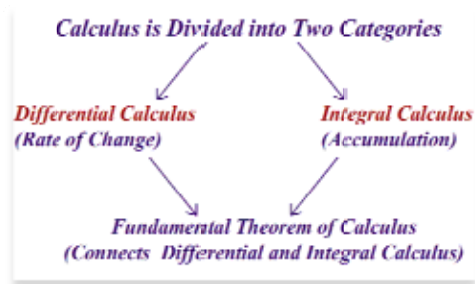 Calculus is Divided into Two Categories
Differential Calculus
(Rate of Change)
Integral Calculus
(Accumulation)
Fundamental Theorem of Calculus
(Connects Differential and Integral Calculus)